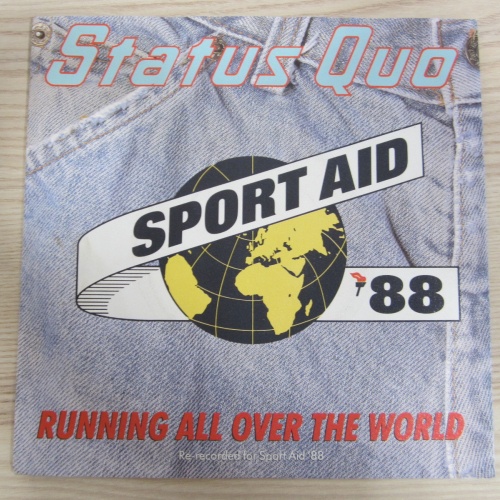 Status Quo
SPORT AID
'88
RUNNING ALL OVER THE WORLD
Re-recorded for Sport Aid '88